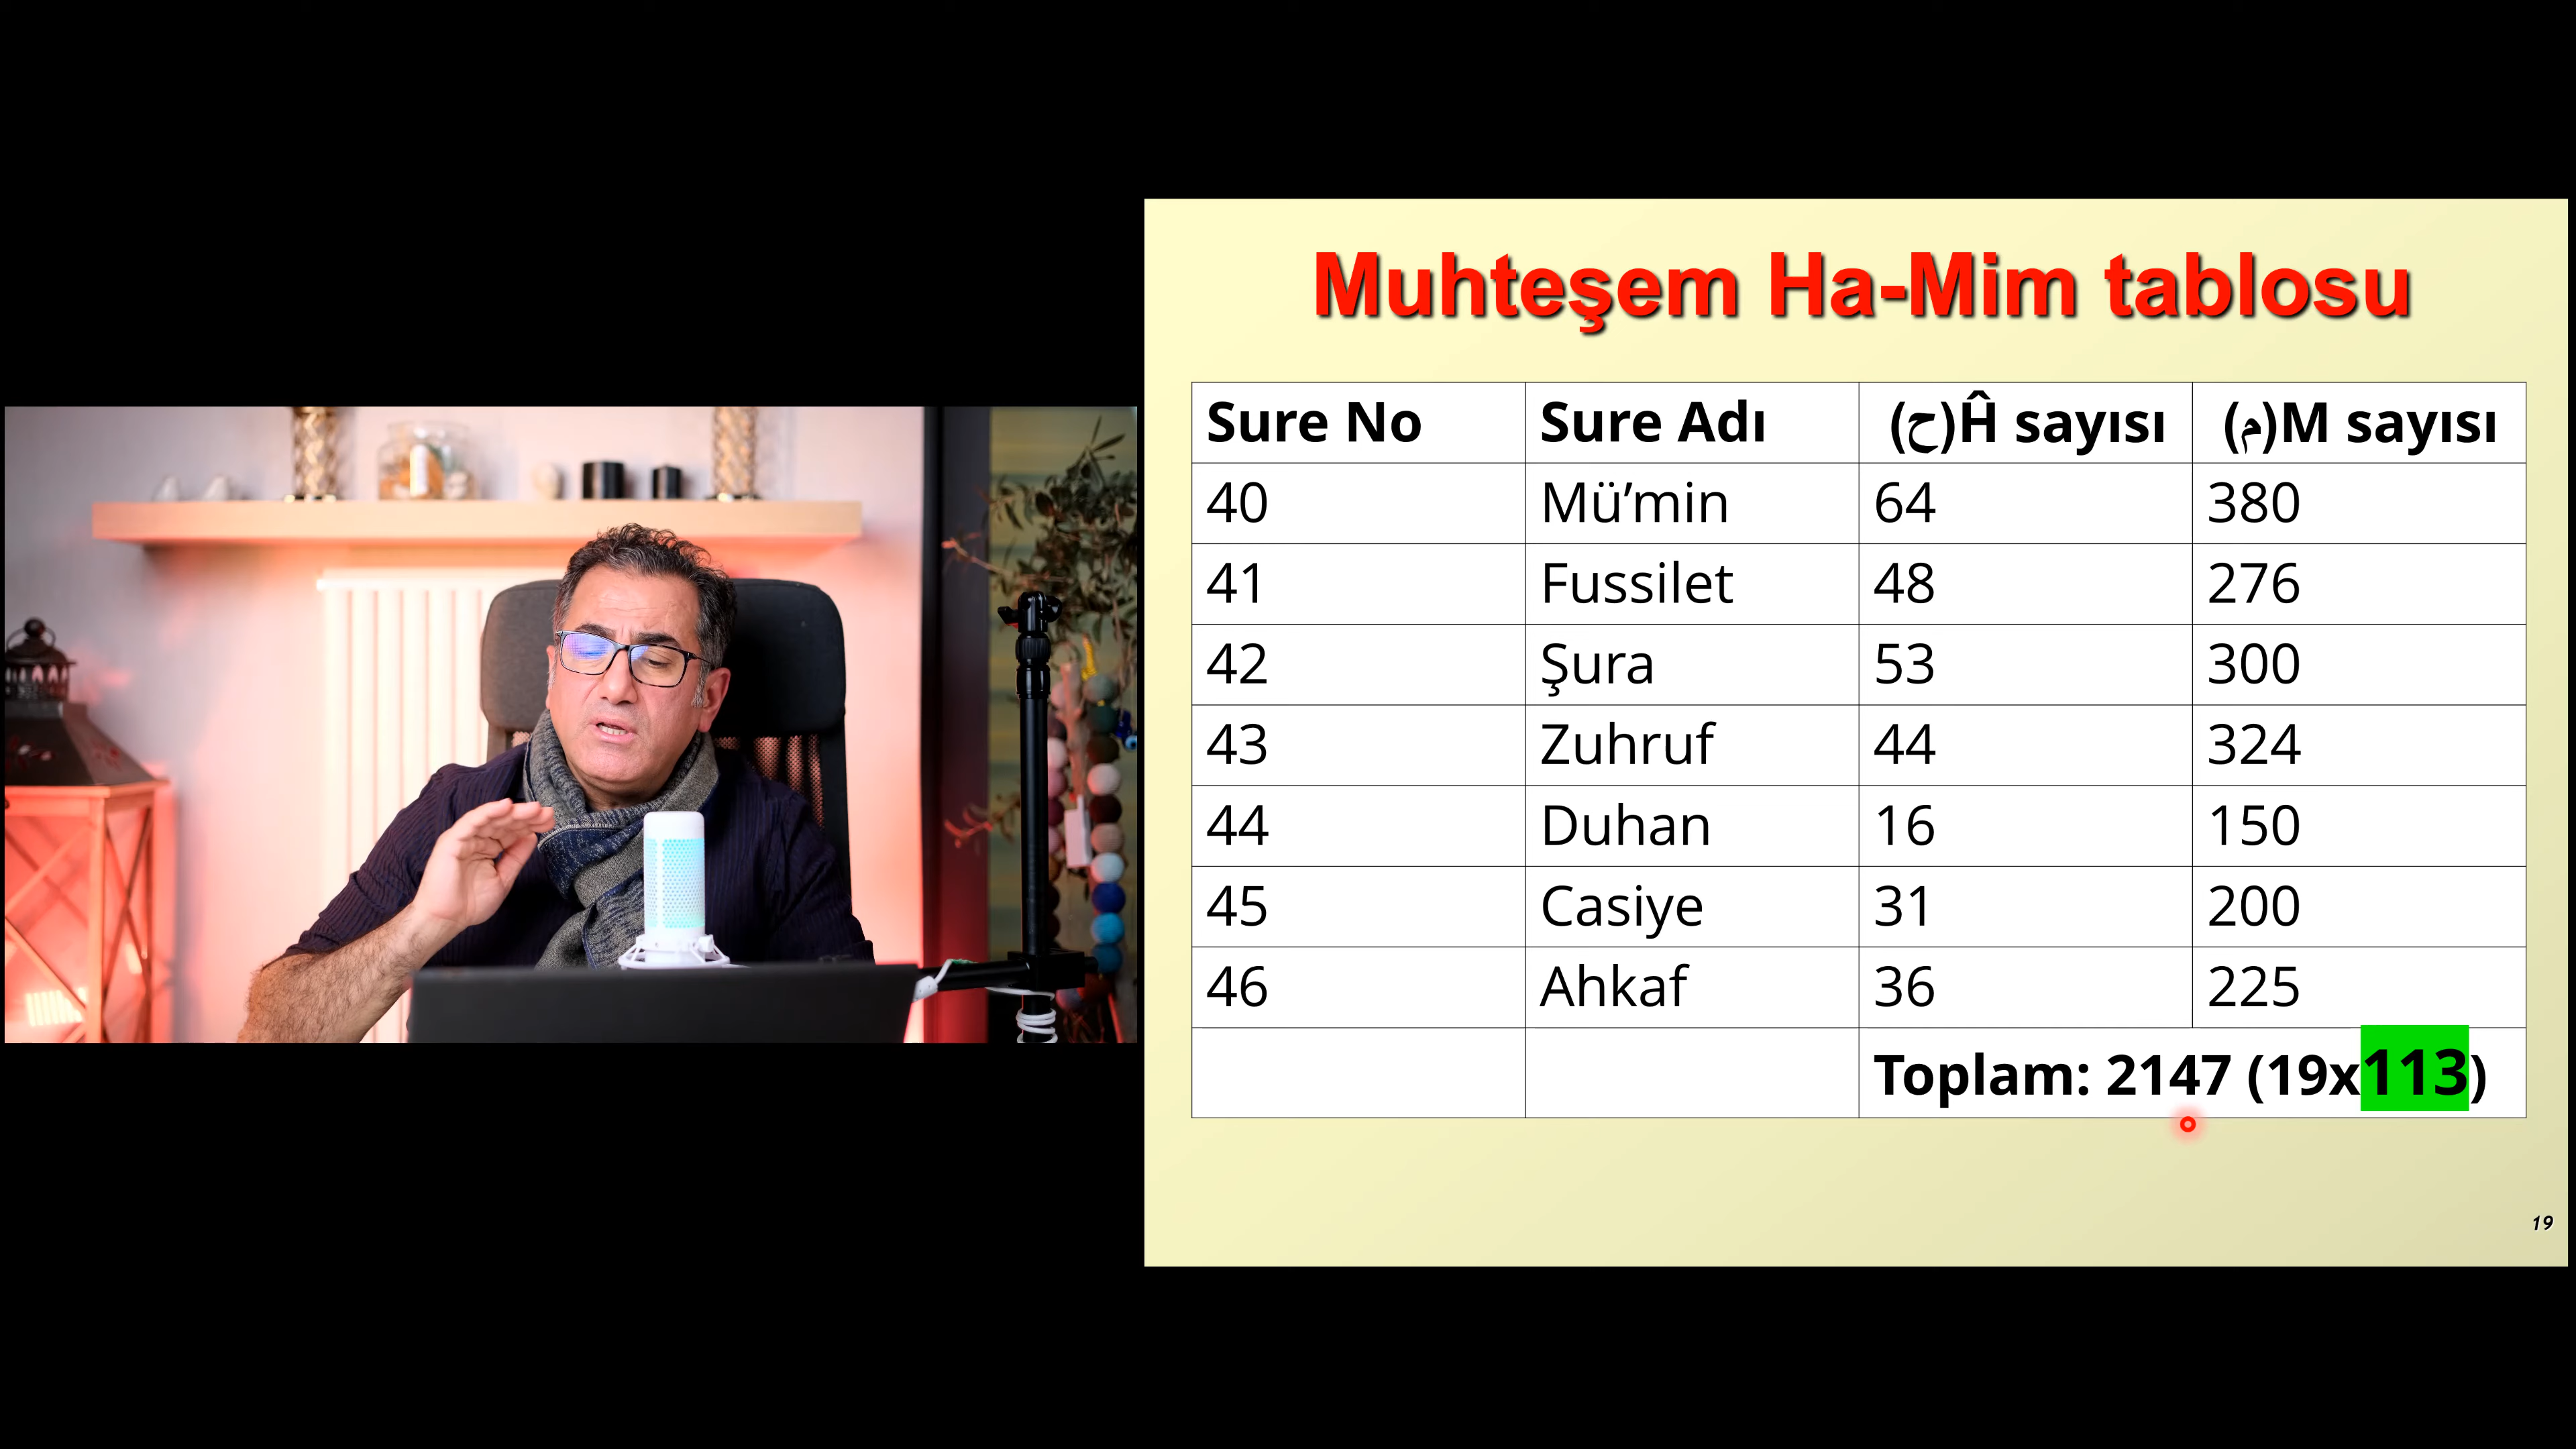 Muhteşem Ha-Mim tablosu
Sure No Sure Adı (ح)Ĥ sayısı (م)M sayısı
40 Mü’min 64 380
41 Fussilet 48 276
42 Şura 53 300
43 Zuhruf 44 324
44 Duhan 16 150
45 Casiye 31 200
46 Ahkaf 36 225
Toplam: 2147 (19x113)
19